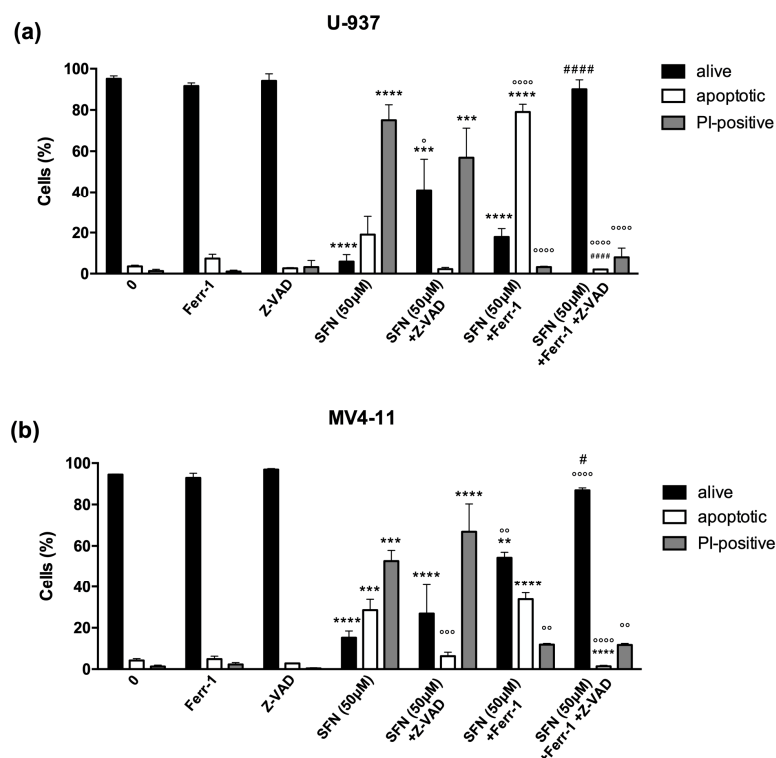 (a)
U-937
100
80
60
40
20
0
Cells (%)
****
****
°
***
***
****
°°°°
****
°°°°
####
°°°°
####
°°°°
alive
apoptotic
PI-positive
0
Ferr-1
Z-VAD
SFN (50µM)
SFN (50µM)
+Z-VAD
SFN (50µM)
+Ferr-1
SFN (50µM)
+Ferr-1 +Z-VAD
(b)
MV4-11
100
80
60
40
20
0
Cells (%)
****
***
***
****
°°°
****
°°
**
****
°°
#
°°°°
°°°°
****
°°
alive
apoptotic
PI-positive
0
Ferr-1
Z-VAD
SFN (50µM)
SFN (50µM)
+Z-VAD
SFN (50µM)
+Ferr-1
SFN (50µM)
+Ferr-1 +Z-VAD